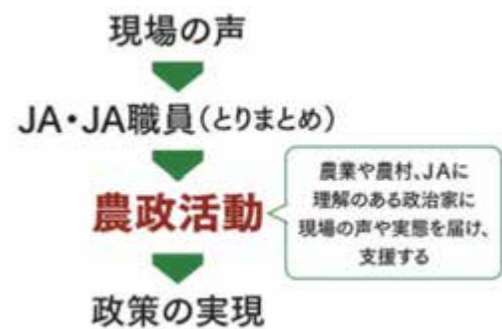 現場の声
JA・JA職員(とりまとめ)
農政活動
農業や農村、JAに
理解のある政治家に
現場の声や実態を届け、
支援する
政策の実現